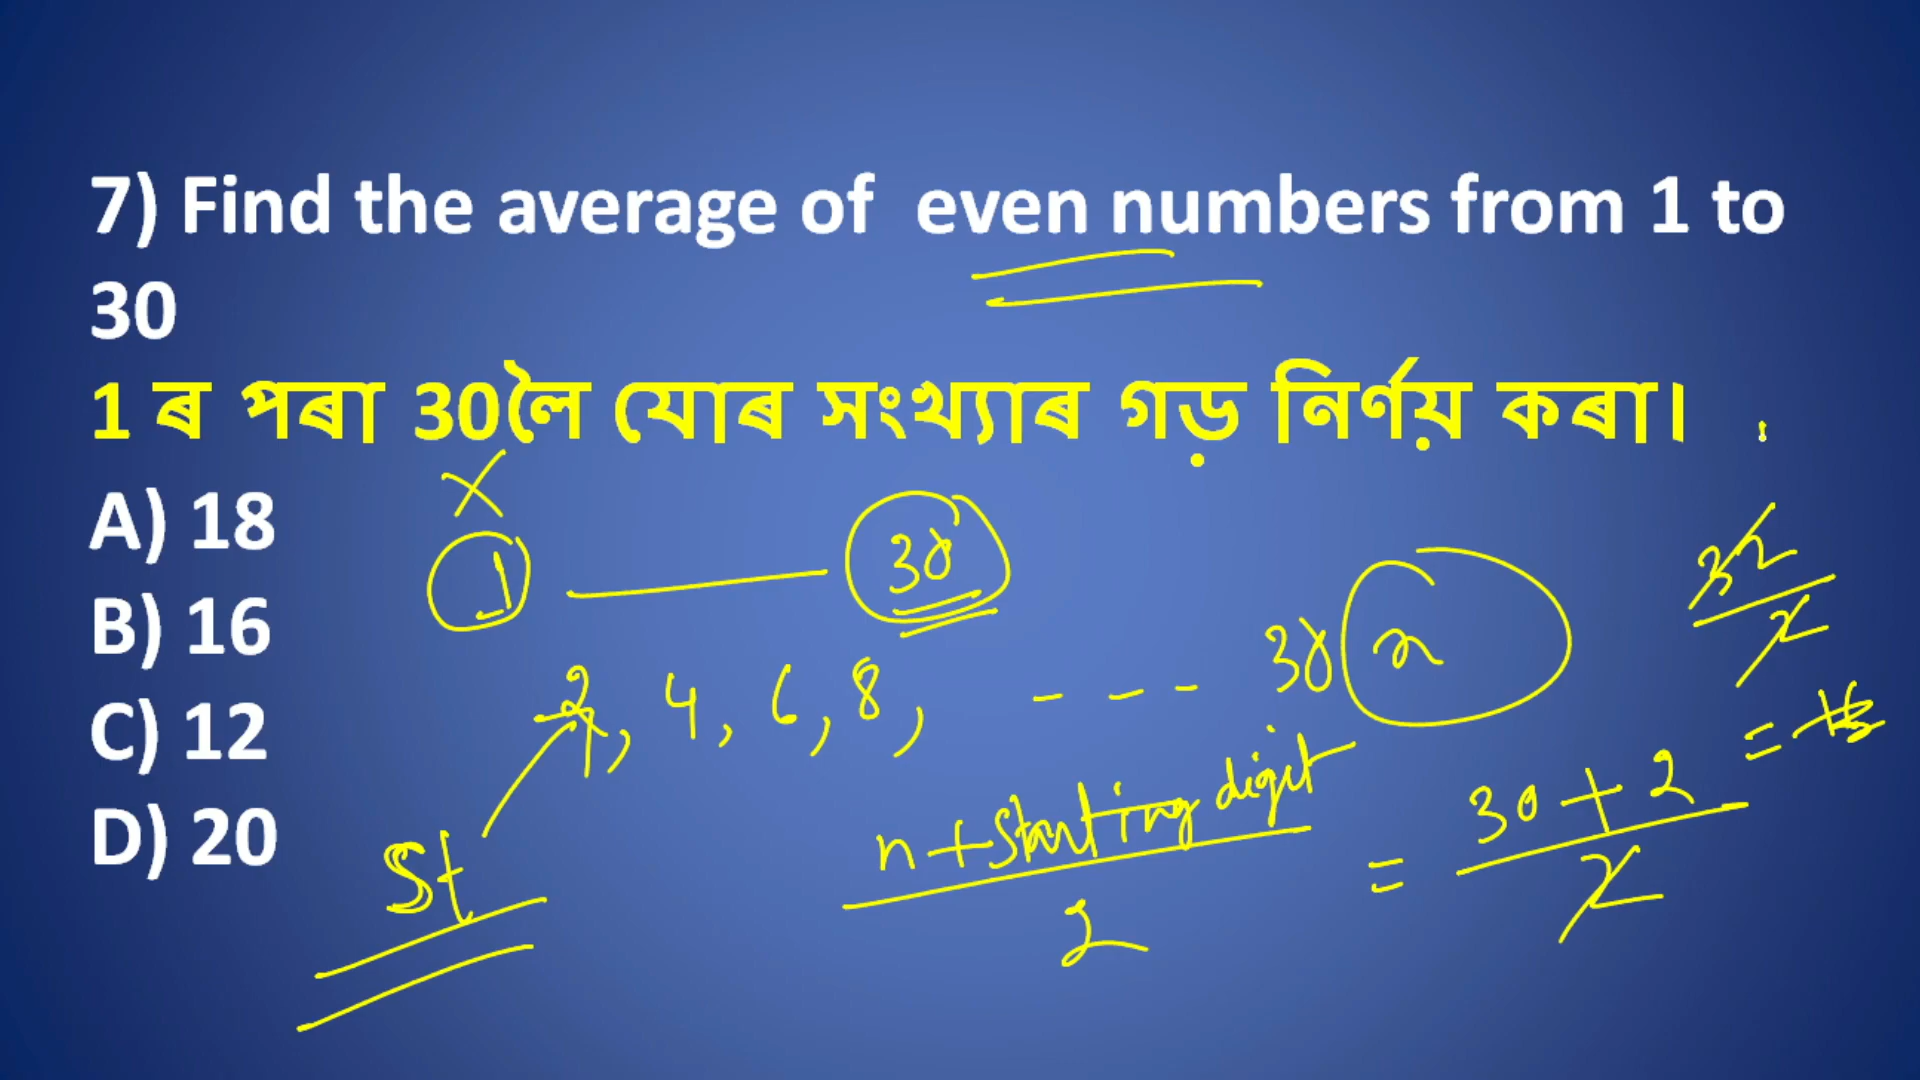 7) Find the average of even numbers from 1 to
30
1 ৰ পৰা 30লৈ যোৰ সংখ্যাৰ গড় নিৰ্ণয় কৰা।
A) 18
B) 16
C) 12
D) 20
1 30
2, 4, 6, 8, - - - 30 n
St
n + starting digit
2
= 30 + 2
2
32
2
= 16